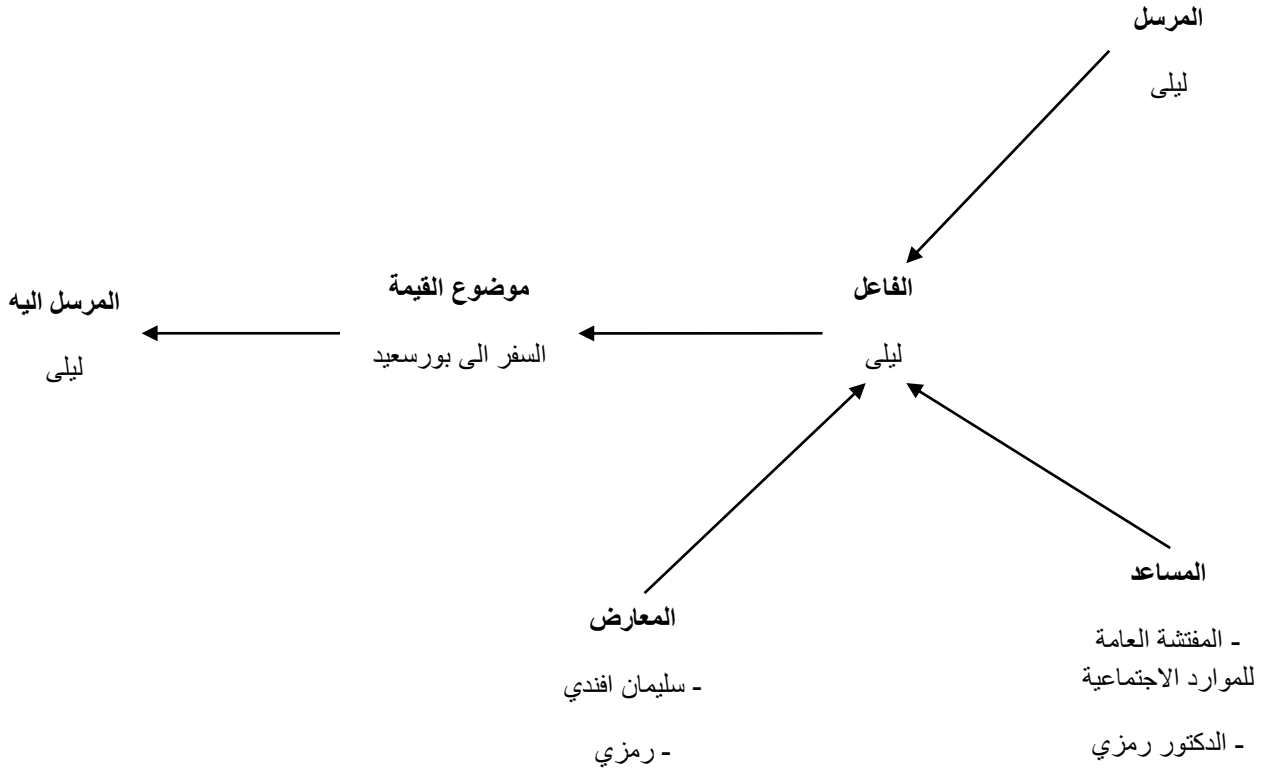 المرسل
ليلى
الفاعل
ليلى
موضوع القيمة
السفر الى بورسعيد
المرسل اليه
ليلى
المساعد
- المفتشة العامة
للموارد الاجتماعية
- الدكتور رمزي
المعارض
- سليمان افندي
- رمزي